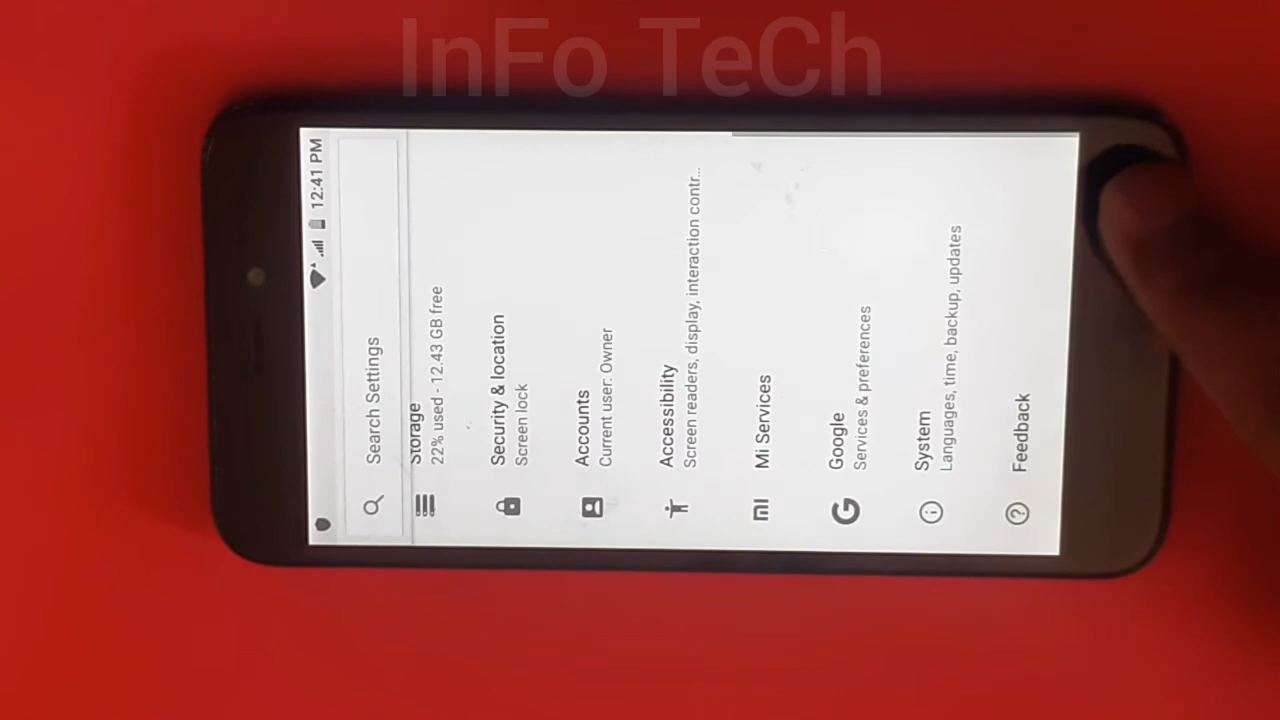 InFo TeCh
12:41 PM
Search Settings
Storage
22% used - 12.43 GB free
Security & location
Screen lock
Accounts
Current user: Owner
Accessibility
Screen readers, display, interaction contr...
Mi Services
Google
Services & preferences
System
Languages, time, backup, updates
Feedback